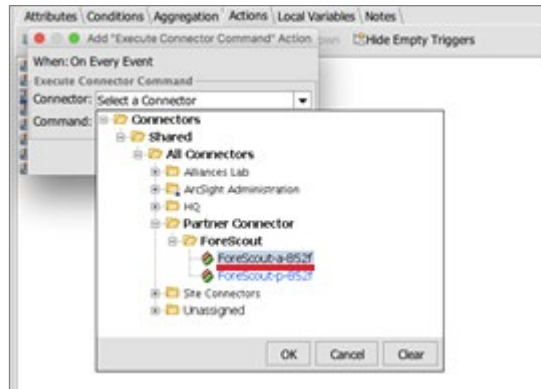 Attributes Conditions Aggregation Actions Local Variables Notes
Add "Execute Connector Command" Action
Hide Empty Triggers
When: On Every Event
Execute Connector Command
Connector: Select a Connector
Command:
Connectors
Shared
All Connectors
Alliances Lab
ArcSight Administration
HQ
Partner Connector
ForeScout
ForeScout-a-852f
ForeScout-p-852f
Site Connectors
Unassigned
OK Cancel Clear